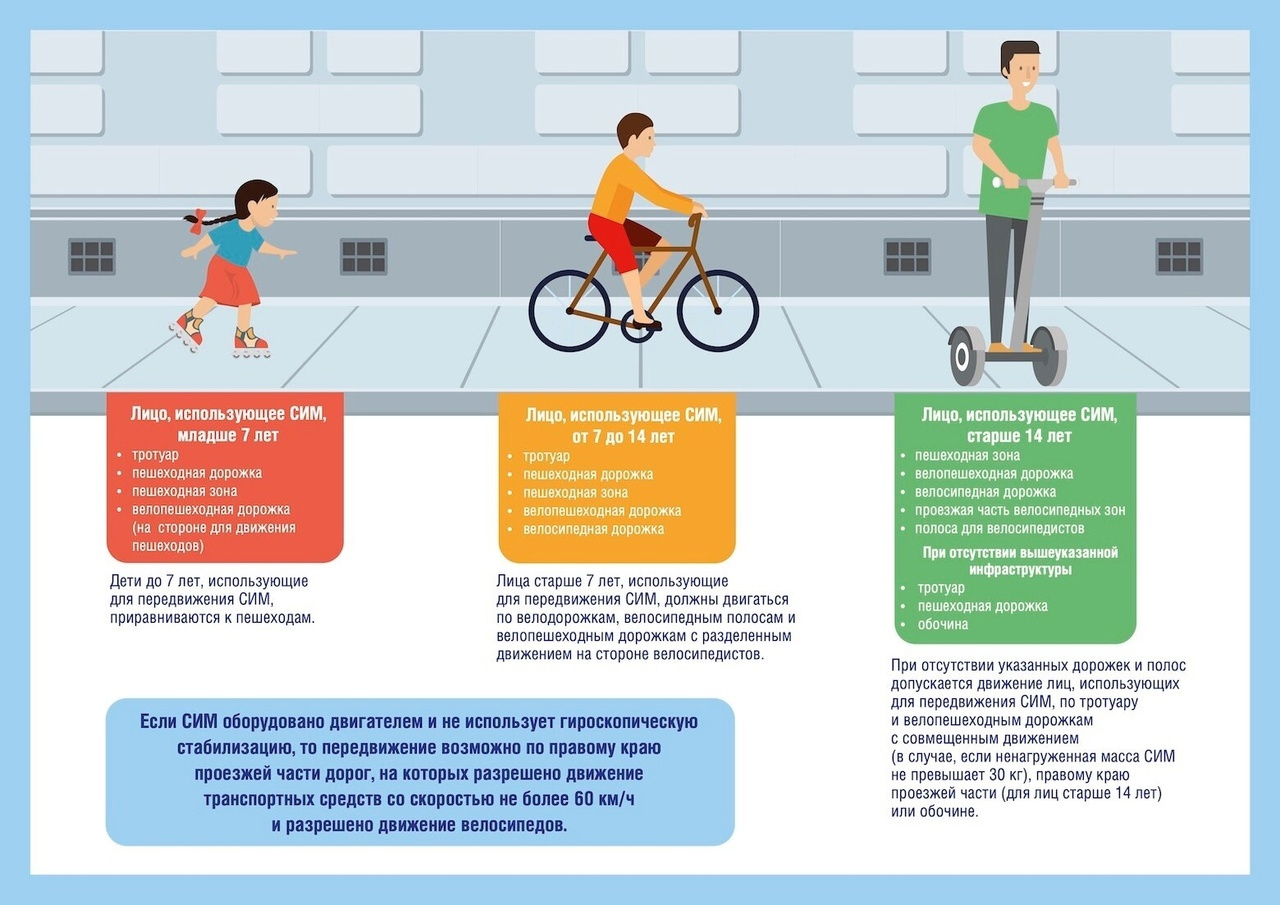 Лицо, использующее СИМ,
младше 7 лет
• тротуар
• пешеходная дорожка
• пешеходная зона
• велопешеходная дорожка
(на стороне для движения
пешеходов)
Дети до 7 лет, использующие
для передвижения СИМ,
приравниваются к пешеходам.
Лицо, использующее СИМ,
от 7 до 14 лет
• тротуар
• пешеходная дорожка
• пешеходная зона
• велопешеходная дорожка
• велосипедная дорожка
Лица старше 7 лет, использующие
для передвижения СИМ, должны двигаться
по велодорожкам, велосипедным полосам и
велопешеходным дорожкам с разделенным
движением на стороне велосипедистов.
Лицо, использующее СИМ,
старше 14 лет
• пешеходная зона
• велопешеходная дорожка
• велосипедная дорожка
• проезжая часть велосипедных зон
• полоса для велосипедистов
При отсутствии вышеуказанной
инфраструктуры
• тротуар
• пешеходная дорожка
• обочина
При отсутствии указанных дорожек и полос
допускается движение лиц, использующих
для передвижения СИМ, по тротуару
и велопешеходным дорожкам
с совмещенным движением
(в случае, если ненагруженная масса СИМ
не превышает 30 кг), правому краю
проезжей части (для лиц старше 14 лет)
или обочине.
Если СИМ оборудовано двигателем и не использует гироскопическую
стабилизацию, то передвижение возможно по правому краю
проезжей части дорог, на которых разрешено движение
транспортных средств со скоростью не более 60 км/ч
и разрешено движение велосипедов.